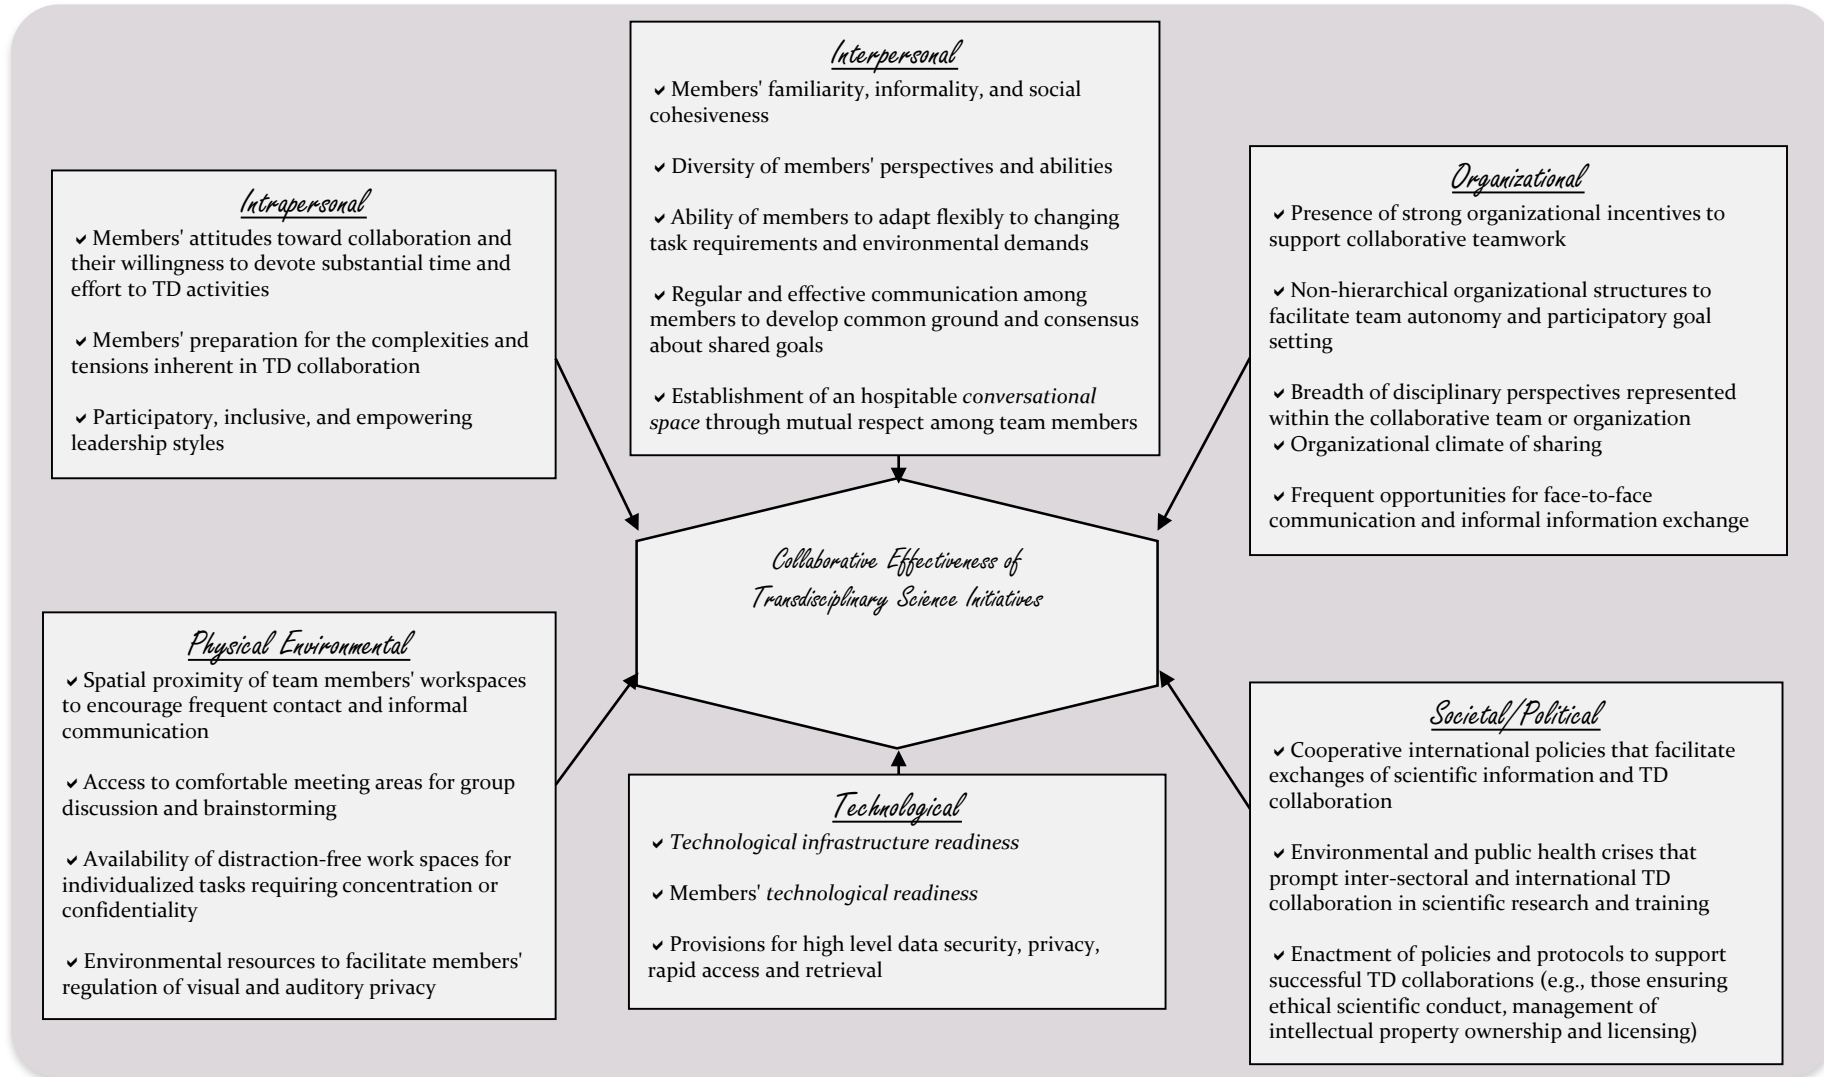 Interpersonal
✔ Members' familiarity, informality, and social
cohesiveness
✔ Diversity of members' perspectives and abilities
✔ Ability of members to adapt flexibly to changing
task requirements and environmental demands
✔ Regular and effective communication among
members to develop common ground and consensus
about shared goals
✔ Establishment of an hospitable conversational
space through mutual respect among team members
Intrapersonal
✔ Members' attitudes toward collaboration and
their willingness to devote substantial time and
effort to TD activities
✔ Members' preparation for the complexities and
tensions inherent in TD collaboration
✔ Participatory, inclusive, and empowering
leadership styles
Organizational
✔ Presence of strong organizational incentives to
support collaborative teamwork
✔ Non-hierarchical organizational structures to
facilitate team autonomy and participatory goal
setting
✔ Breadth of disciplinary perspectives represented
within the collaborative team or organization
✔ Organizational climate of sharing
✔ Frequent opportunities for face-to-face
communication and informal information exchange
Collaborative Effectiveness of
Transdisciplinary Science Initiatives
Physical Environmental
✔ Spatial proximity of team members' workspaces
to encourage frequent contact and informal
communication
✔ Access to comfortable meeting areas for group
discussion and brainstorming
✔ Availability of distraction-free work spaces for
individualized tasks requiring concentration or
confidentiality
✔ Environmental resources to facilitate members'
regulation of visual and auditory privacy
Technological
✔ Technological infrastructure readiness
✔ Members' technological readiness
✔ Provisions for high level data security, privacy,
rapid access and retrieval
Societal/Political
✔ Cooperative international policies that facilitate
exchanges of scientific information and TD
collaboration
✔ Environmental and public health crises that
prompt inter-sectoral and international TD
collaboration in scientific research and training
✔ Enactment of policies and protocols to support
successful TD collaborations (e.g., those ensuring
ethical scientific conduct, management of
intellectual property ownership and licensing)